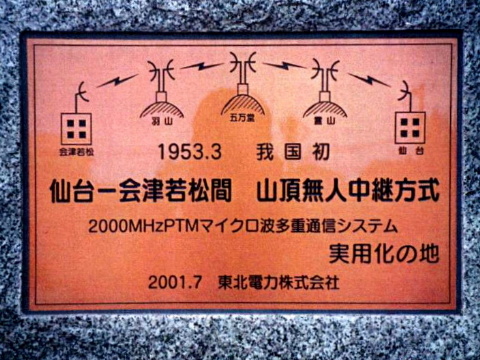 羽山 五万堂 霊山
会津若松 仙台
1953.3 我国初
仙台ー会津若松間 山頂無人中継方式
2000MHzPTMマイクロ波多重通信システム
実用化の地
2001.7 東北電力株式会社